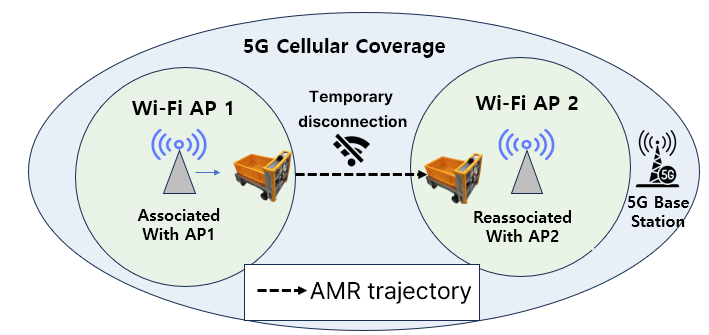 5G Cellular Coverage
Wi-Fi AP 1
Temporary
disconnection
Wi-Fi AP 2
Associated
With AP1
Reassociated
With AP2
5G
5G Base
Station
AMR trajectory